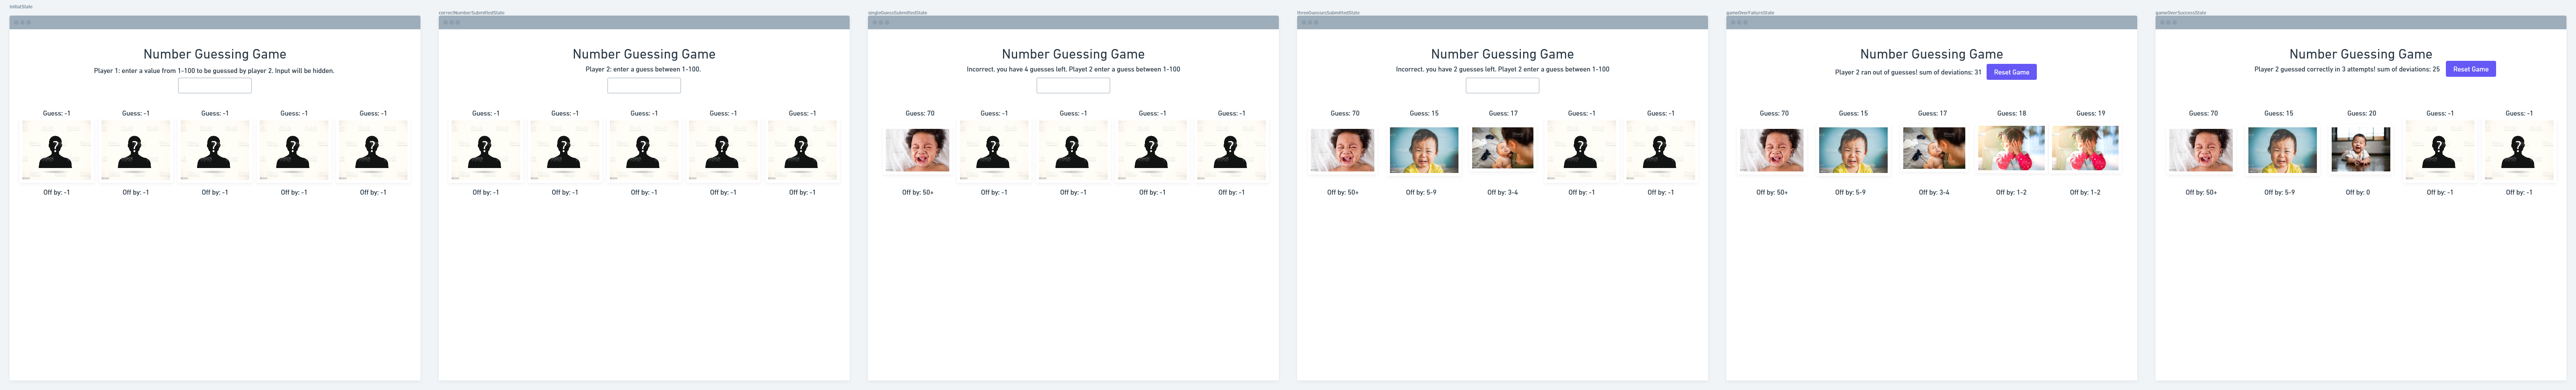 initialState
Number Guessing Game
Player 1: enter a value from 1-100 to be guessed by player 2. Input will be hidden.
Guess: -1 Guess: -1 Guess: -1 Guess: -1 Guess: -1
? ? ? ? ?
Off by: -1 Off by: -1 Off by: -1 Off by: -1 Off by: -1
correctNumberSubmittedState
Number Guessing Game
Player 2: enter a guess between 1-100.
Guess: -1 Guess: -1 Guess: -1 Guess: -1 Guess: -1
? ? ? ? ?
Off by: -1 Off by: -1 Off by: -1 Off by: -1 Off by: -1
singleGuessSubmittedState
Number Guessing Game
Incorrect. you have 4 guesses left. Playet 2 enter a guess between 1-100
Guess: 70 Guess: -1 Guess: -1 Guess: -1 Guess: -1
? ? ? ?
Off by: 50+ Off by: -1 Off by: -1 Off by: -1 Off by: -1
threeGuessesSubmittedState
Number Guessing Game
Incorrect. you have 2 guesses left. Playet 2 enter a guess between 1-100
Guess: 70 Guess: 15 Guess: 17 Guess: -1 Guess: -1
? ?
Off by: 50+ Off by: 5-9 Off by: 3-4 Off by: -1 Off by: -1
gameOverFailureState
Number Guessing Game
Player 2 ran out of guesses! sum of deviations: 31 Reset Game
Guess: 70 Guess: 15 Guess: 17 Guess: 18 Guess: 19
Off by: 50+ Off by: 5-9 Off by: 3-4 Off by: 1-2 Off by: 1-2
gameOverSuccessState
Number Guessing Game
Player 2 guessed correctly in 3 attempts! sum of deviations: 25 Reset Game
Guess: 70 Guess: 15 Guess: 20 Guess: -1 Guess: -1
? ?
Off by: 50+ Off by: 5-9 Off by: 0 Off by: -1 Off by: -1